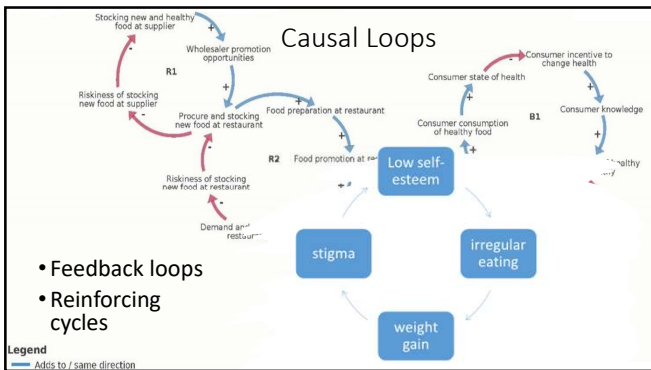 Causal Loops
Stocking new and healthy
food at supplier
+
Wholesaler promotion
opportunities
-
R1
+
Riskiness of stocking
new food at supplier
-
Procure and stocking
new food at restaurant
+
Food preparation at restaurant
+
-
R2
Food promotion at
Riskiness of stocking
new food at restaurant
-
+
Demand and
Consumer state of health
-
Consumer incentive to
change health
+
+
Consumer knowledge
Consumer consumption
of healthy food
B1
+
+
Low self-
esteem
irregular
eating
weight
gain
stigma
• Feedback loops
• Reinforcing
cycles
Legend
Adds to / same direction